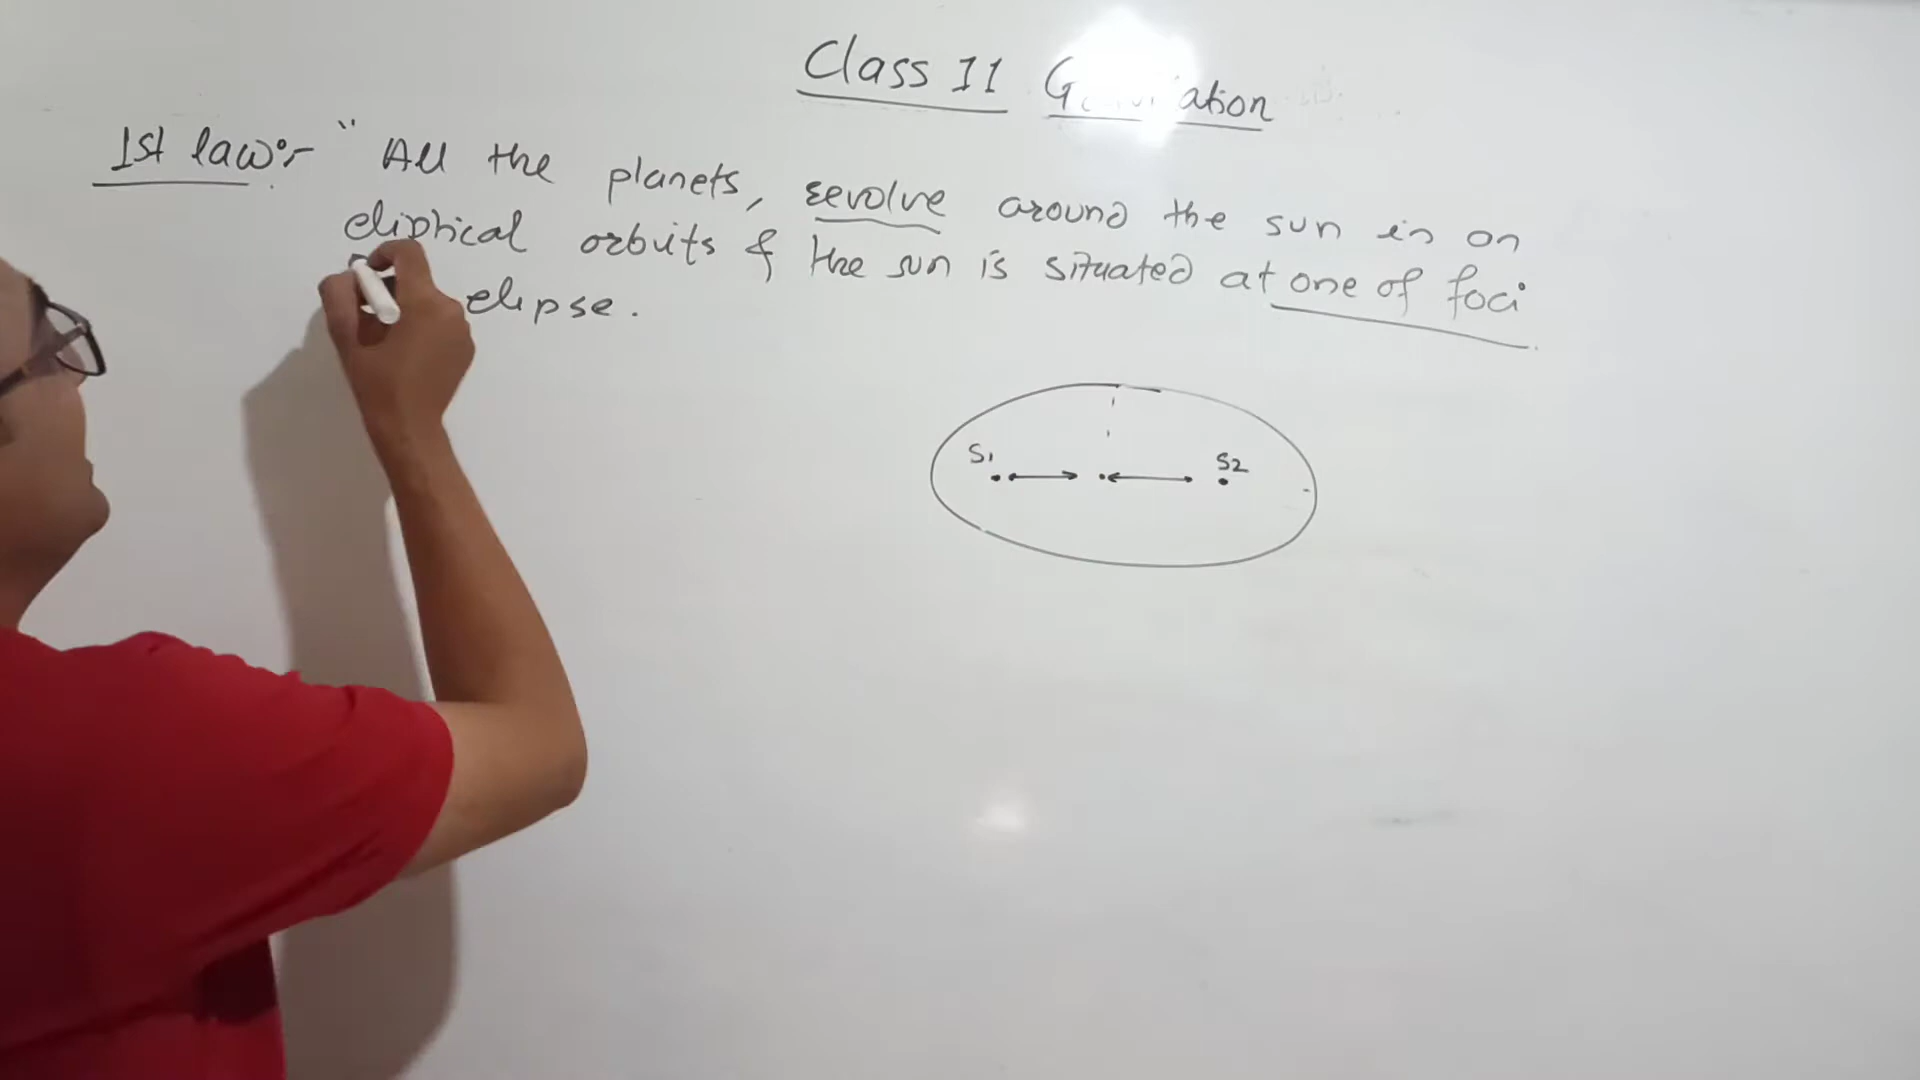 Class 11
1st law:- " All the planets, revolve around the sun in an
eliptical orbits & the sun is situated at one of foci
elipse.
S1
S2